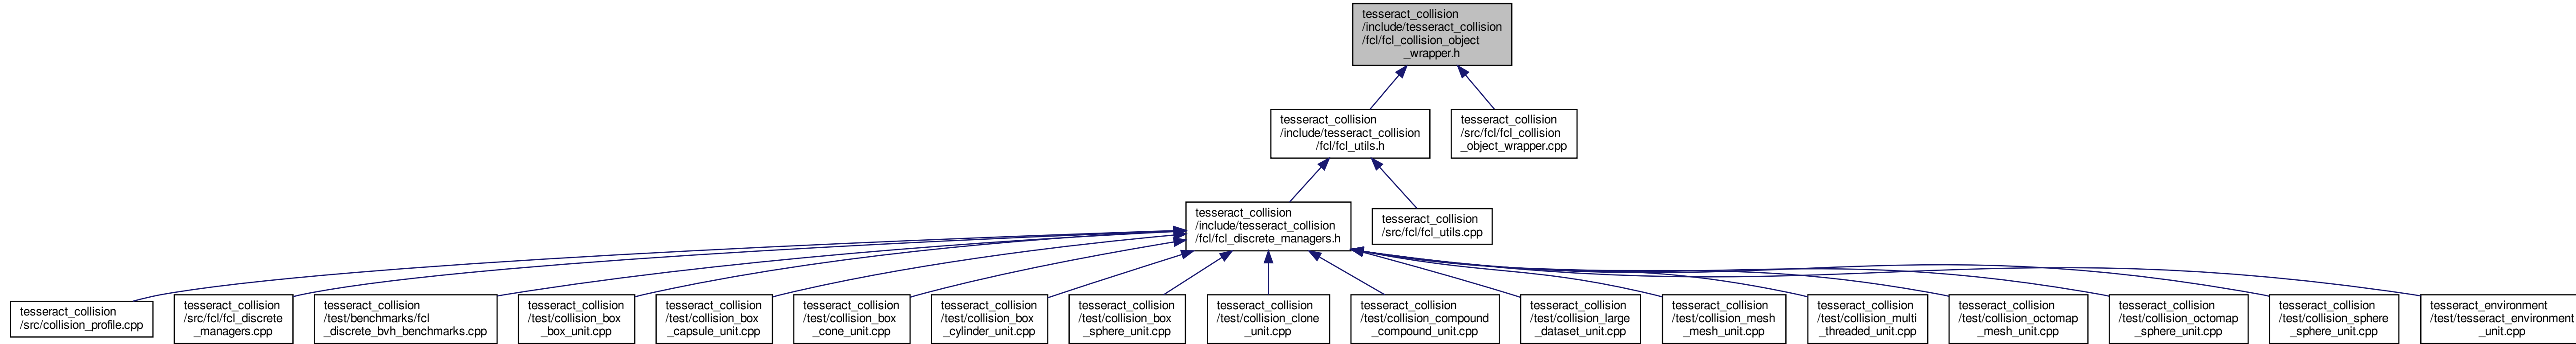 tesseract_collision
/include/tesseract_collision
/fcl/fcl_collision_object
_wrapper.h
tesseract_collision
/include/tesseract_collision
/fcl/fcl_utils.h
tesseract_collision
/src/fcl/fcl_collision
_object_wrapper.cpp
tesseract_collision
/include/tesseract_collision
/fcl/fcl_discrete_managers.h
tesseract_collision
/src/fcl/fcl_utils.cpp
tesseract_collision
/src/collision_profile.cpp
tesseract_collision
/src/fcl/fcl_discrete
_managers.cpp
tesseract_collision
/test/benchmarks/fcl
_discrete_bvh_benchmarks.cpp
tesseract_collision
/test/collision_box
_box_unit.cpp
tesseract_collision
/test/collision_box
_capsule_unit.cpp
tesseract_collision
/test/collision_box
_cone_unit.cpp
tesseract_collision
/test/collision_box
_cylinder_unit.cpp
tesseract_collision
/test/collision_box
_sphere_unit.cpp
tesseract_collision
/test/collision_clone
_unit.cpp
tesseract_collision
/test/collision_compound
_compound_unit.cpp
tesseract_collision
/test/collision_large
_dataset_unit.cpp
tesseract_collision
/test/collision_mesh
_mesh_unit.cpp
tesseract_collision
/test/collision_multi
_threaded_unit.cpp
tesseract_collision
/test/collision_octomap
_mesh_unit.cpp
tesseract_collision
/test/collision_octomap
_sphere_unit.cpp
tesseract_collision
/test/collision_sphere
_sphere_unit.cpp
tesseract_environment
/test/tesseract_environment
_unit.cpp